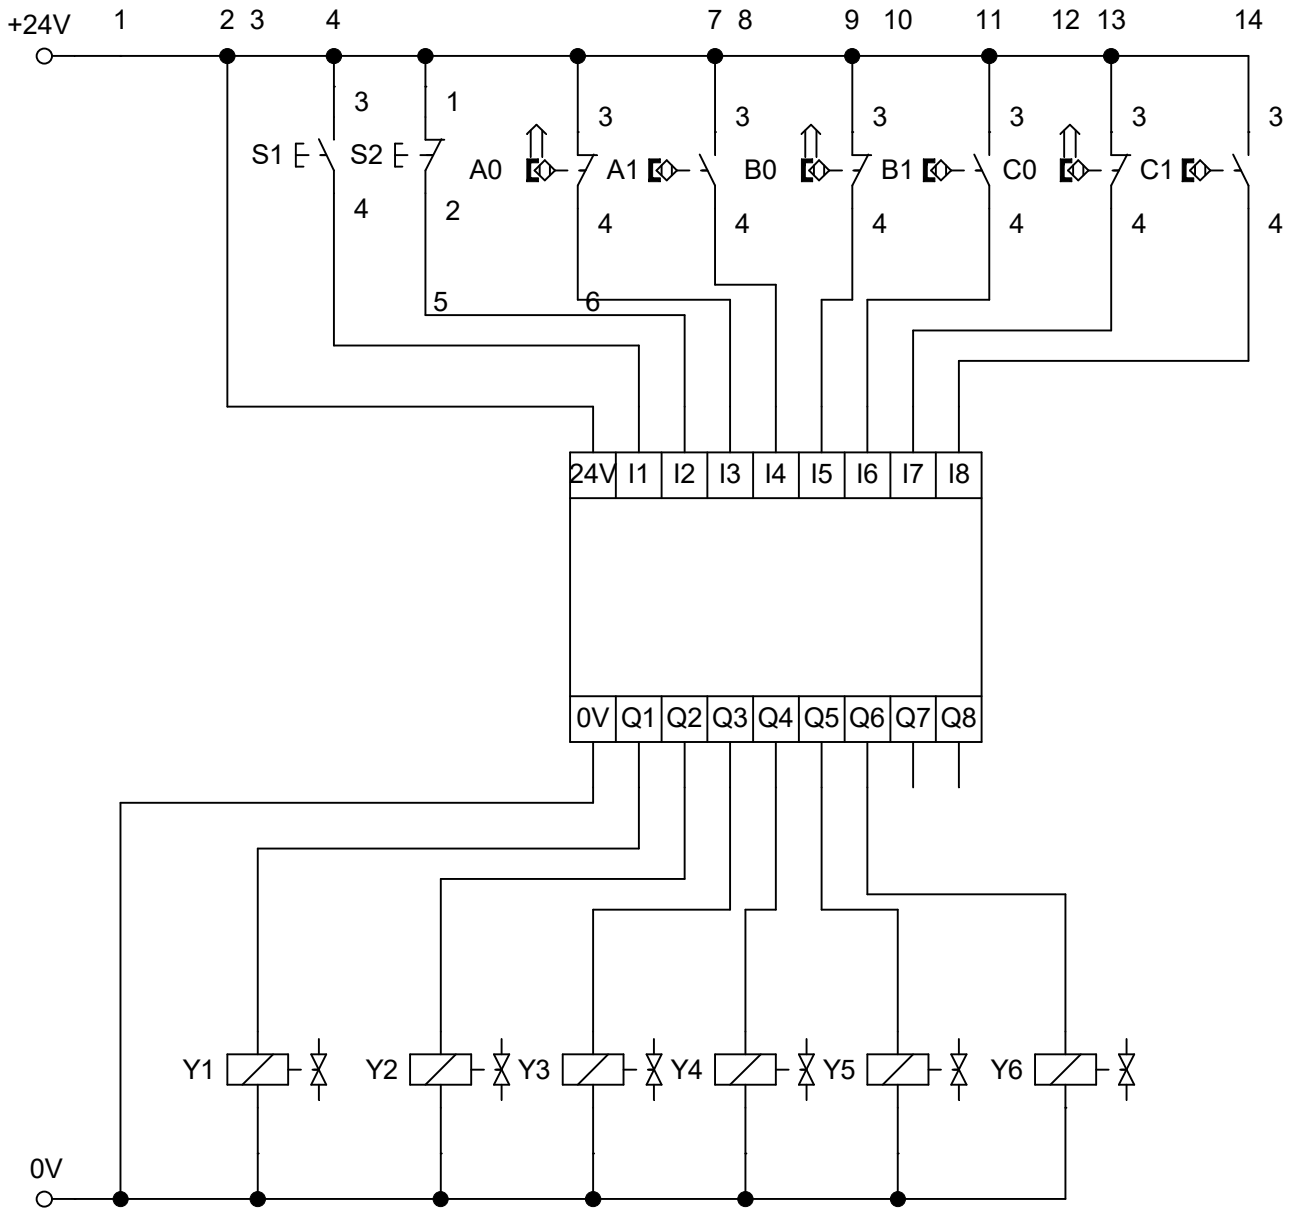 +24V 1 2 3 4 7 8 9 10 11 12 13 14
3 1 3 3 3 3 3 3
S1 S2 A0 A1 B0 B1 C0 C1
4 2 4 4 4 4 4 4
5 6
24V I1 I2 I3 I4 I5 I6 I7 I8
0V Q1 Q2 Q3 Q4 Q5 Q6 Q7 Q8
Y1 Y2 Y3 Y4 Y5 Y6
0V